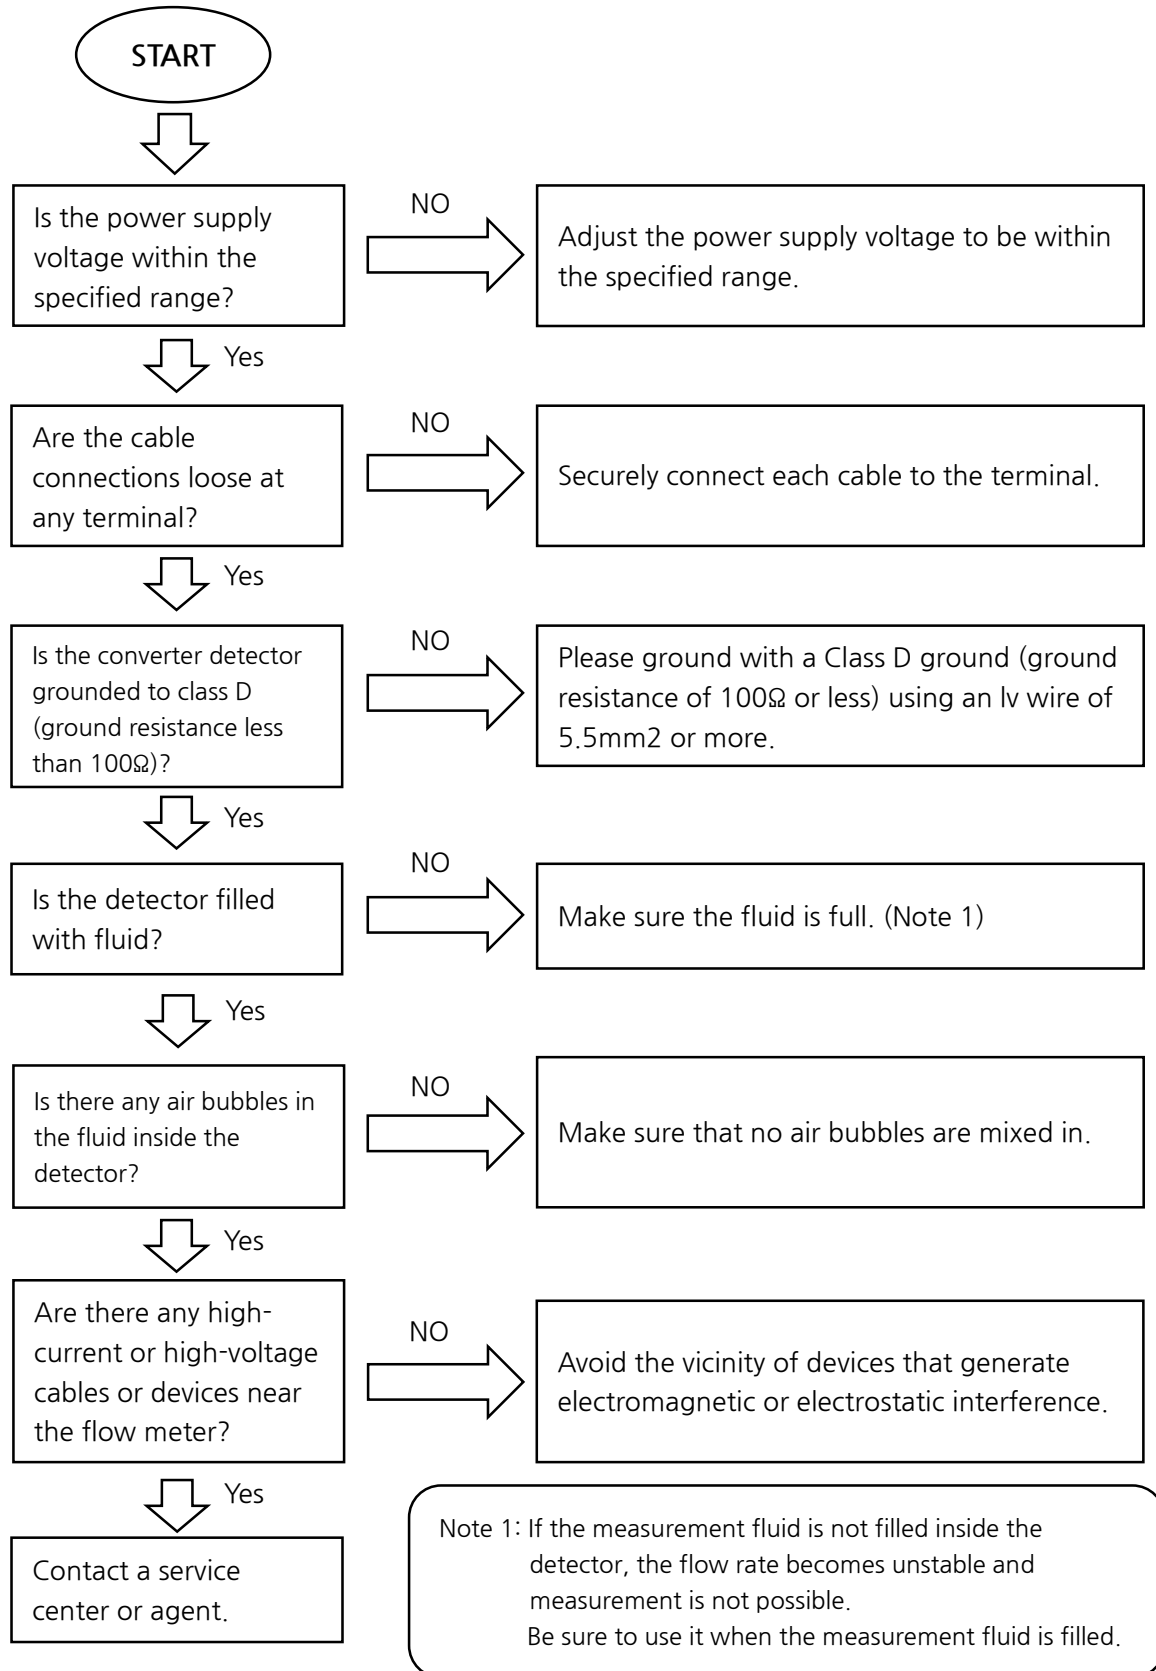 START
Is the power supply
voltage within the
specified range?
NO
Adjust the power supply voltage to be within
the specified range.
Yes
Are the cable
connections loose at
any terminal?
NO
Securely connect each cable to the terminal.
Yes
Is the converter detector
grounded to class D
(ground resistance less
than 100Ω)?
NO
Please ground with a Class D ground (ground
resistance of 100Ω or less) using an lv wire of
5.5mm2 or more.
Yes
Is the detector filled
with fluid?
NO
Make sure the fluid is full. (Note 1)
Yes
Is there any air bubbles in
the fluid inside the
detector?
NO
Make sure that no air bubbles are mixed in.
Yes
Are there any high-
current or high-voltage
cables or devices near
the flow meter?
NO
Avoid the vicinity of devices that generate
electromagnetic or electrostatic interference.
Yes
Contact a service
center or agent.
Note 1: If the measurement fluid is not filled inside the
detector, the flow rate becomes unstable and
measurement is not possible.
Be sure to use it when the measurement fluid is filled.